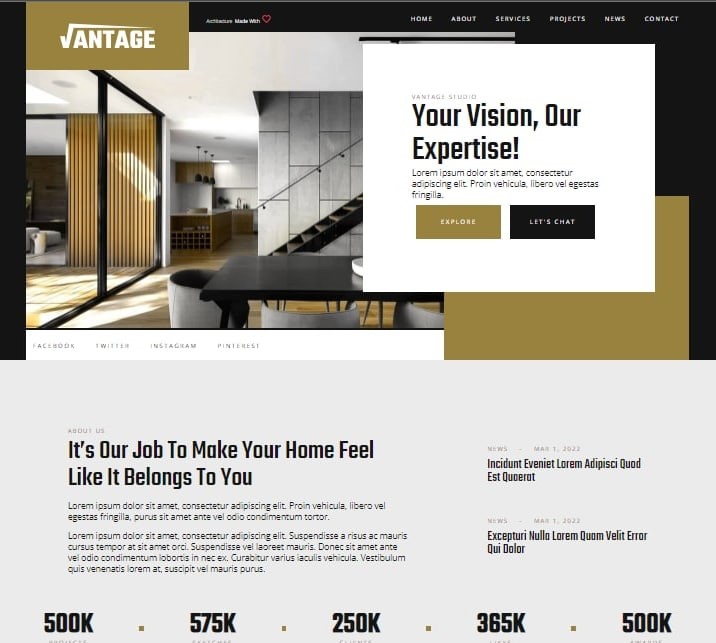 VANTAGE
Architecture Made With
HOME ABOUT SERVICES PROJECTS NEWS CONTACT
VANTAGE STUDIO
Your Vision, Our
Expertise!
Lorem ipsum dolor sit amet, consectetur
adipiscing elit. Proin vehicula, libero vel egestas
fringilla.
EXPLORE LET'S CHAT
FACEBOOK TWITTER INSTAGRAM PINTEREST
ABOUT US
It's Our Job To Make Your Home Feel
Like It Belongs To You
Lorem ipsum dolor sit amet, consectetur adipiscing elit. Proin vehicula, libero vel
egestas fringilla, purus sit amet ante vel odio condimentum tortor.
Lorem ipsum dolor sit amet, consectetur adipiscing elit. Suspendisse a risus ac mauris
cursus tempor at sit amet orci. Suspendisse vel laoreet mauris. Donec sit amet ante
vel odio condimentum lobortis in nec ex. Curabitur varius iaculis vehicula. Vestibulum
quis venenatis lorem at, suscipit vel mauris purus.
NEWS - MAR 1, 2022
Incidunt Eveniet Lorem Adipisci Quod
Est Quaerat
NEWS - MAR 1, 2022
Excepturi Nulla Lorem Quam Velit Error
Qui Dolor
500K 575K 250K 365K 500K